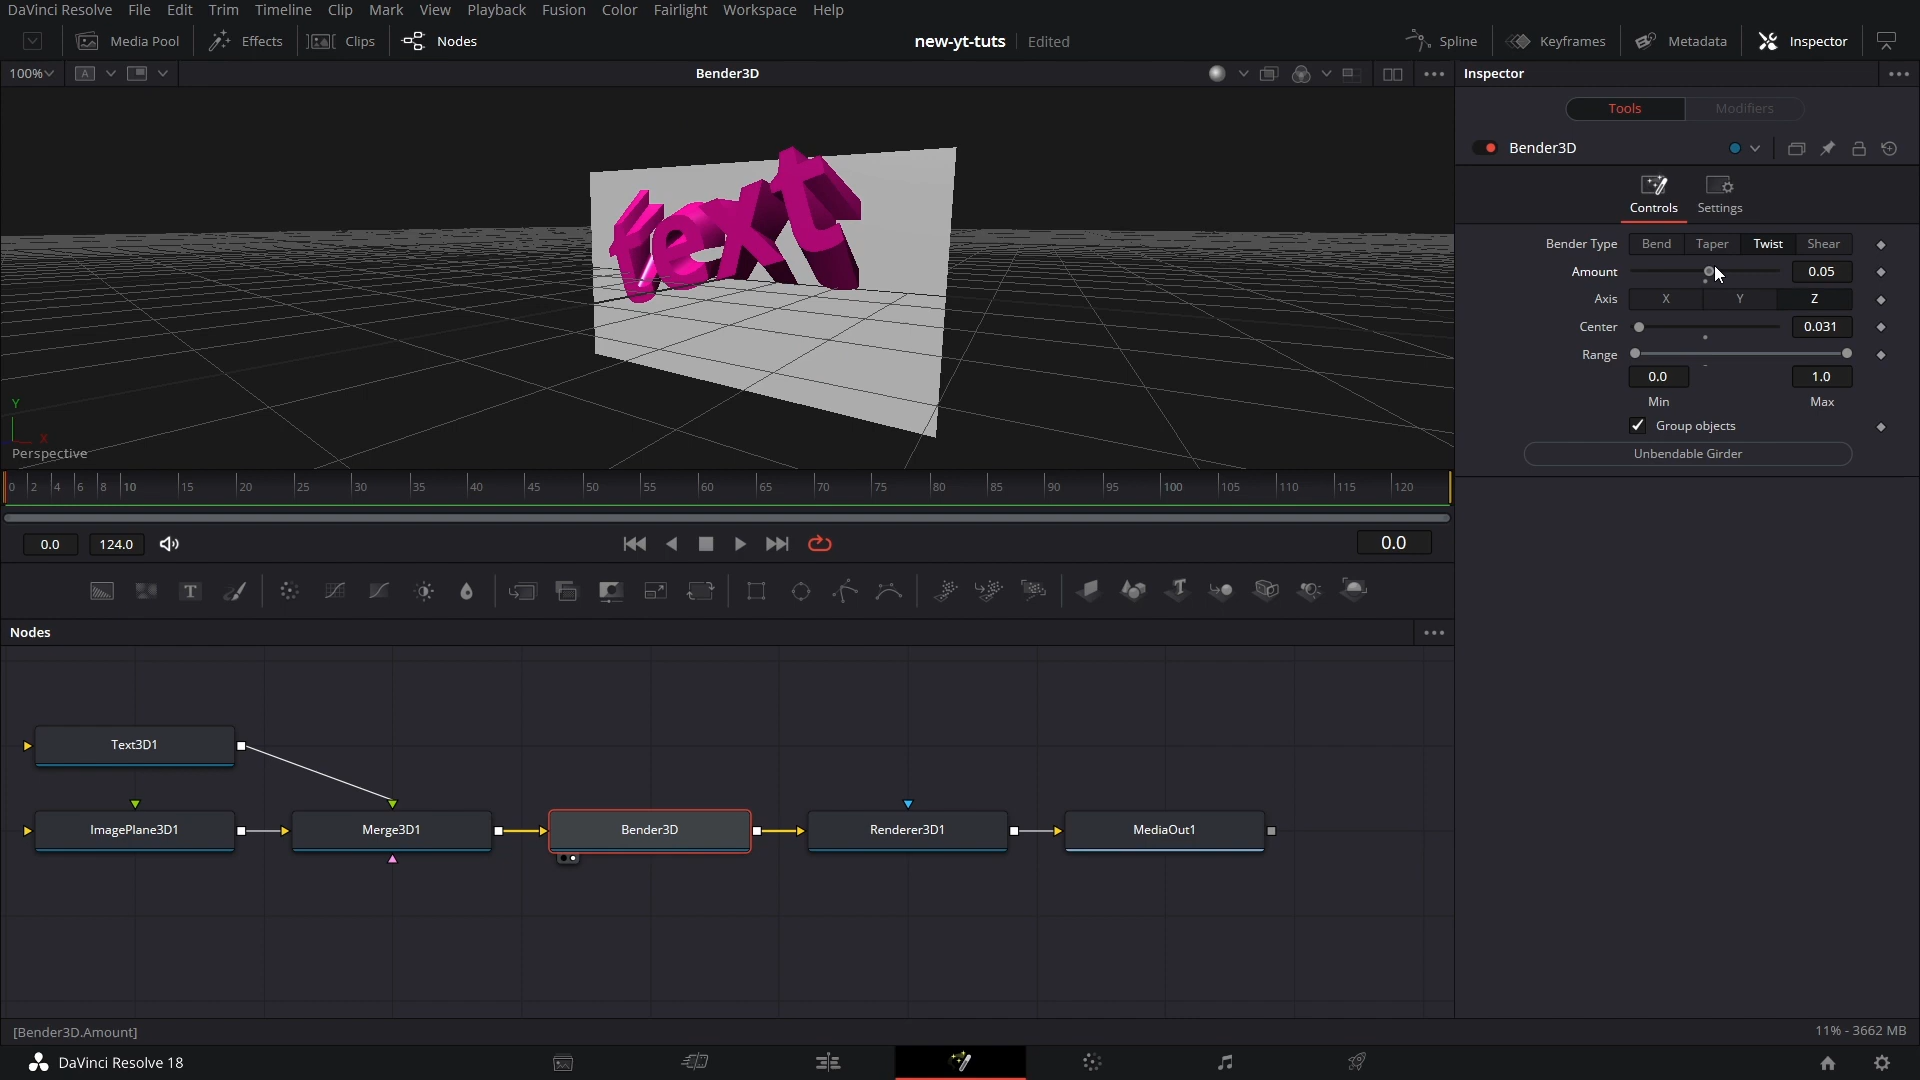 DaVinci Resolve File Edit Trim Timeline Clip Mark View Playback Fusion Color Fairlight Workspace Help
Media Pool Effects Clips Nodes new-yt-tuts Edited Spline Keyframes Metadata Inspector
100% A Bender3D Inspector
Tools Modifiers
Bender3D
Controls Settings
text
Bender Type Bend Taper Twist Shear
Amount 0.05
Axis X Y Z
Center 0.031
Range
0.0 1.0
Min Max
Group objects
Unbendable Girder
Y
X
Perspective
0 2 4 6 8 10 15 20 25 30 35 40 45 50 55 60 65 70 75 80 85 90 95 100 105 110 115 120
0.0 124.0 0.0
T T
Nodes
Text3D1
ImagePlane3D1 Merge3D1 Bender3D Renderer3D1 MediaOut1
[Bender3D.Amount] 11% - 3662 MB
DaVinci Resolve 18